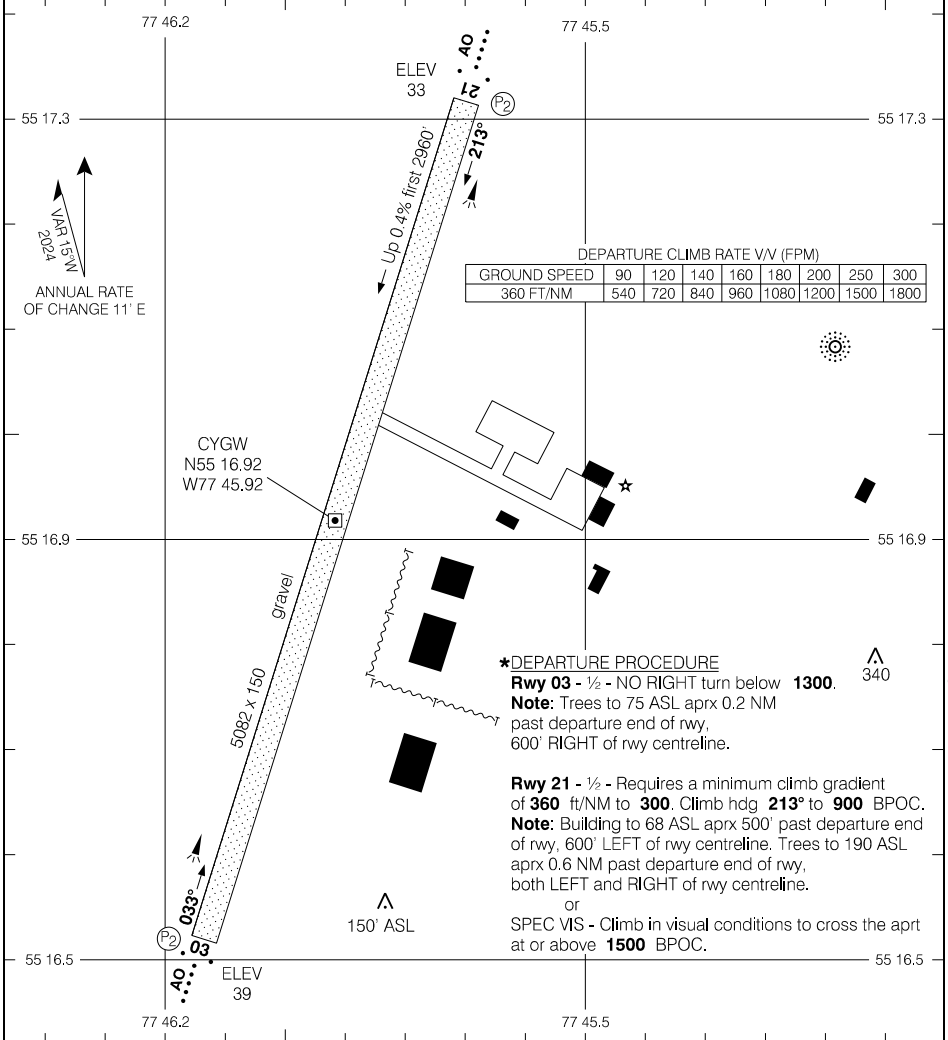 77 46.2
77 45.5
AO
ELEV
33
21
P2
55 17.3
55 17.3
213°
Up 0.4% first 2960'
VAR 15°W
2024
ANNUAL RATE
OF CHANGE 11' E
DEPARTURE CLIMB RATE V/V (FPM)
GROUND SPEED 90 120 140 160 180 200 250 300
360 FT/NM 540 720 840 960 1080 1200 1500 1800
CYGW
N55 16.92
W77 45.92
55 16.9
55 16.9
gravel
5082 x 150
340
*DEPARTURE PROCEDURE
Rwy 03 - ½ - NO RIGHT turn below 1300.
Note: Trees to 75 ASL aprx 0.2 NM
past departure end of rwy,
600' RIGHT of rwy centreline.
Rwy 21 - ½ - Requires a minimum climb gradient
of 360 ft/NM to 300. Climb hdg 213° to 900 BPOC.
Note: Building to 68 ASL aprx 500' past departure end
of rwy, 600' LEFT of rwy centreline. Trees to 190 ASL
aprx 0.6 NM past departure end of rwy,
both LEFT and RIGHT of rwy centreline.
or
SPEC VIS - Climb in visual conditions to cross the aprt
at or above 1500 BPOC.
150' ASL
033°
P2
03
AO
ELEV
39
55 16.5
55 16.5
77 46.2
77 45.5